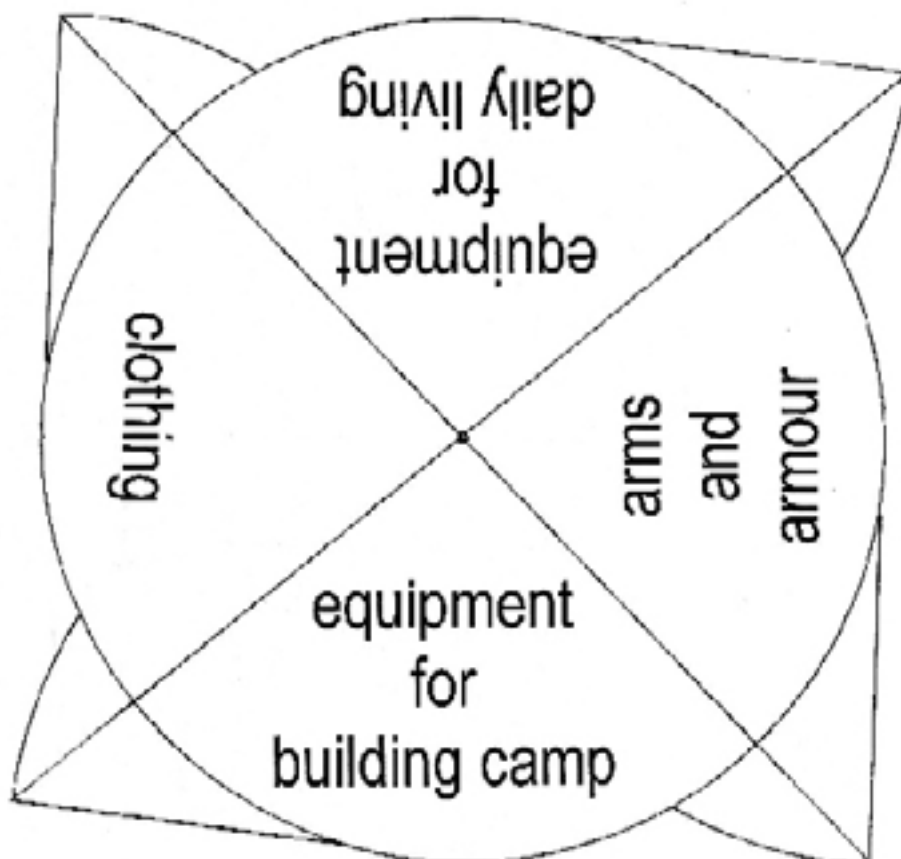 equipment
for
daily living
clothing
arms
and
armour
equipment
for
building camp